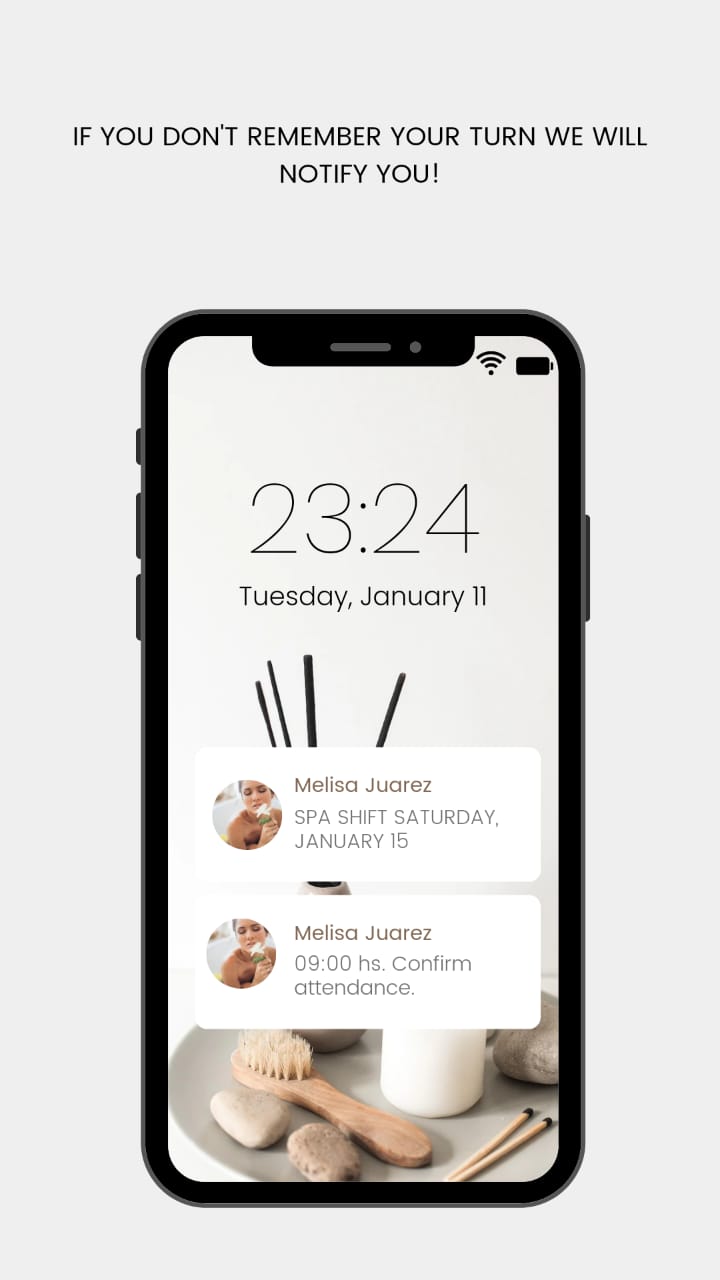 IF YOU DON'T REMEMBER YOUR TURN WE WILL
NOTIFY YOU!
23:24
Tuesday, January 11
Melisa Juarez
SPA SHIFT SATURDAY,
JANUARY 15
Melisa Juarez
09:00 hs. Confirm
attendance.